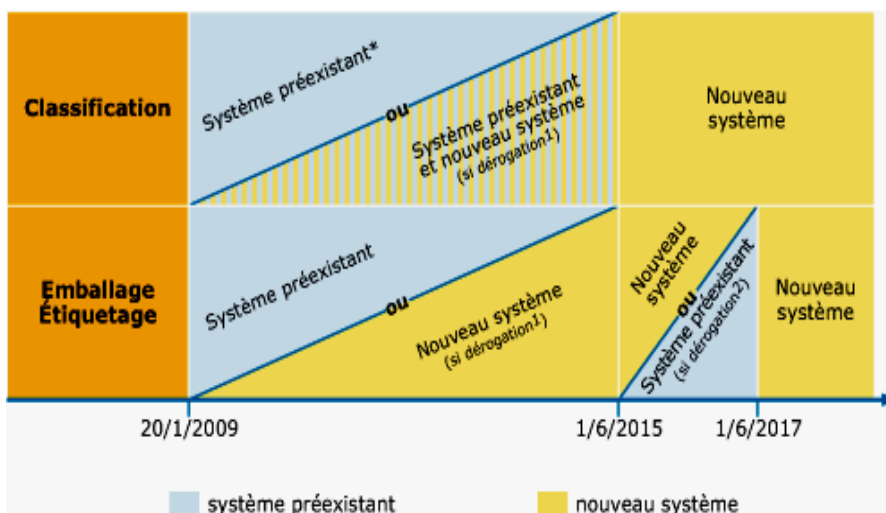 Classification
Système préexistant*
ou
Système préexistant
et nouveau système
(si dérogation¹)
Nouveau
système
Emballage
Étiquetage
Système préexistant
ou
Nouveau système
(si dérogation¹)
Nouveau
système
ou
Système préexistant
(si dérogation²)
Nouveau
système
20/1/2009
1/6/2015
1/6/2017
système préexistant
nouveau système